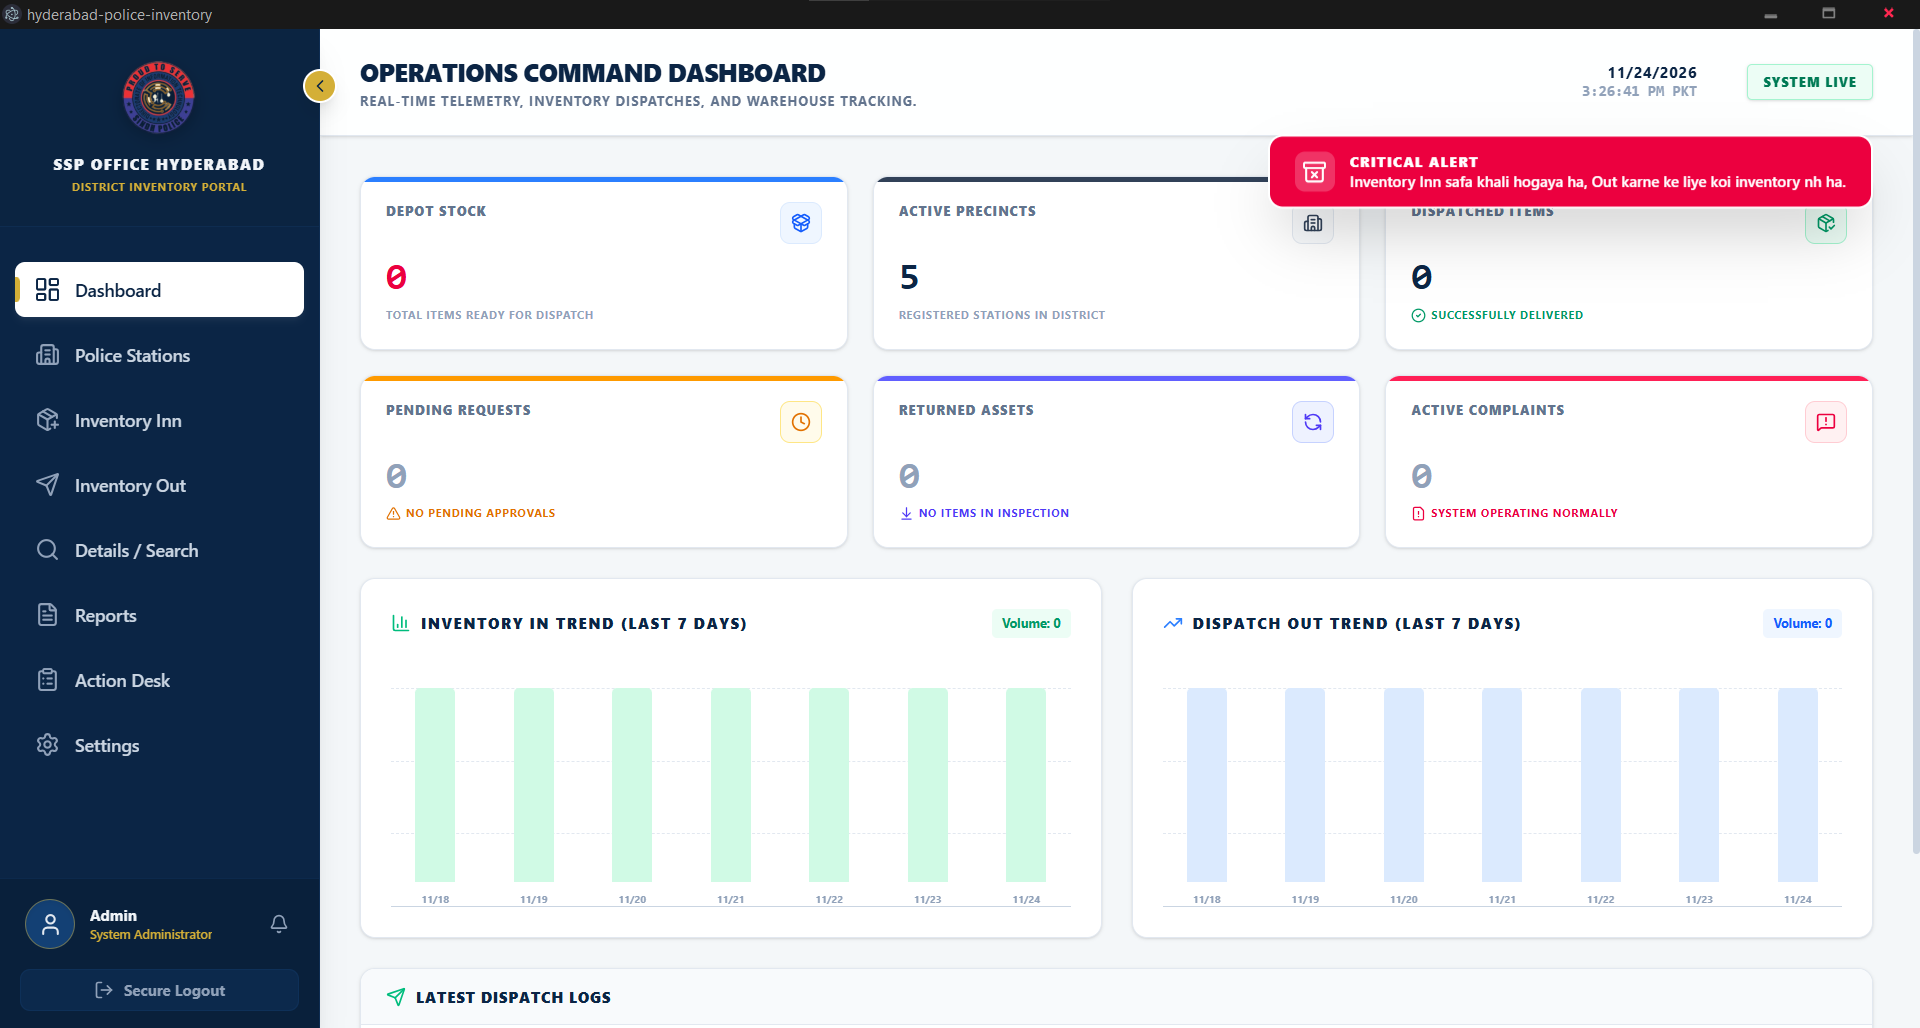 hyderabad-police-inventory
PROUD TO SERVE
SINDH POLICE
SSP OFFICE HYDERABAD
DISTRICT INVENTORY PORTAL
Dashboard
Police Stations
Inventory Inn
Inventory Out
Details / Search
Reports
Action Desk
Settings
Admin
System Administrator
Secure Logout
OPERATIONS COMMAND DASHBOARD
REAL-TIME TELEMETRY, INVENTORY DISPATCHES, AND WAREHOUSE TRACKING.
11/24/2026
3:26:41 PM PKT
SYSTEM LIVE
CRITICAL ALERT
Inventory Inn safa khali hogaya ha, Out karne ke liye koi inventory nh ha.
DEPOT STOCK
0
TOTAL ITEMS READY FOR DISPATCH
ACTIVE PRECINCTS
5
REGISTERED STATIONS IN DISTRICT
DISPATCHED ITEMS
0
SUCCESSFULLY DELIVERED
PENDING REQUESTS
0
NO PENDING APPROVALS
RETURNED ASSETS
0
NO ITEMS IN INSPECTION
ACTIVE COMPLAINTS
0
SYSTEM OPERATING NORMALLY
INVENTORY IN TREND (LAST 7 DAYS)
Volume: 0
11/18 11/19 11/20 11/21 11/22 11/23 11/24
DISPATCH OUT TREND (LAST 7 DAYS)
Volume: 0
11/18 11/19 11/20 11/21 11/22 11/23 11/24
LATEST DISPATCH LOGS